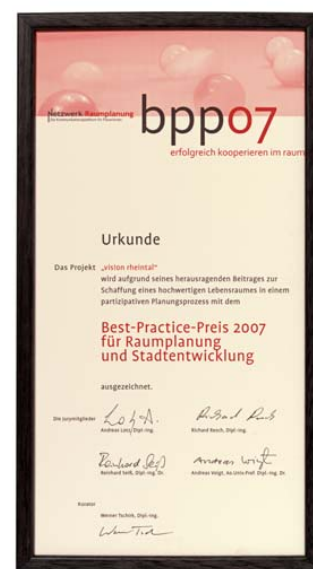 Netzwerk Raumplanung
bpp07
erfolgreich kooperieren im raum
Urkunde
Das Projekt „vision rheintal“
wird aufgrund seines herausragenden Beitrages zur
Schaffung eines hochwertigen Lebensraumes in einem
partizipativen Planungsprozess mit dem
Best-Practice-Preis 2007
für Raumplanung
und Stadtentwicklung
ausgezeichnet.
Die Jurymitglieder
Andreas Lotz, Dipl.-Ing. Richard Resch, Dipl.-Ing.
Reinhard Seiß, Dipl.-Ing. Dr. Andreas Voigt, Ao.Univ.Prof. Dipl.-Ing. Dr.
Kurator
Werner Tschirk, Dipl.-Ing.